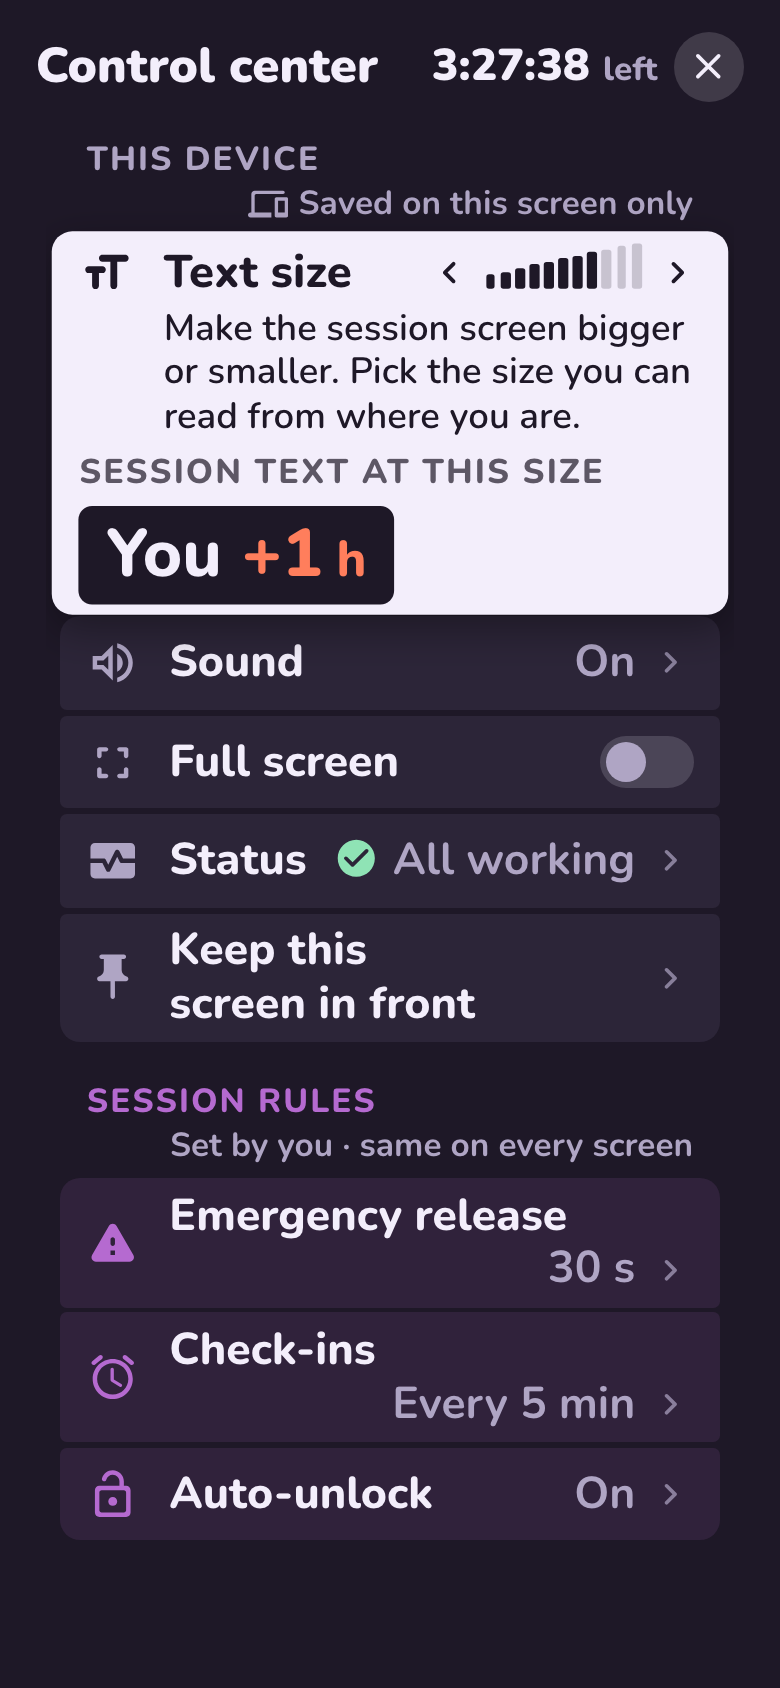 Control center
3:27:38 left
THIS DEVICE
Saved on this screen only
Text size
Make the session screen bigger
or smaller. Pick the size you can
read from where you are.
SESSION TEXT AT THIS SIZE
You +1 h
Sound On
Full screen
Status All working
Keep this
screen in front
SESSION RULES
Set by you · same on every screen
Emergency release
30 s
Check-ins
Every 5 min
Auto-unlock On